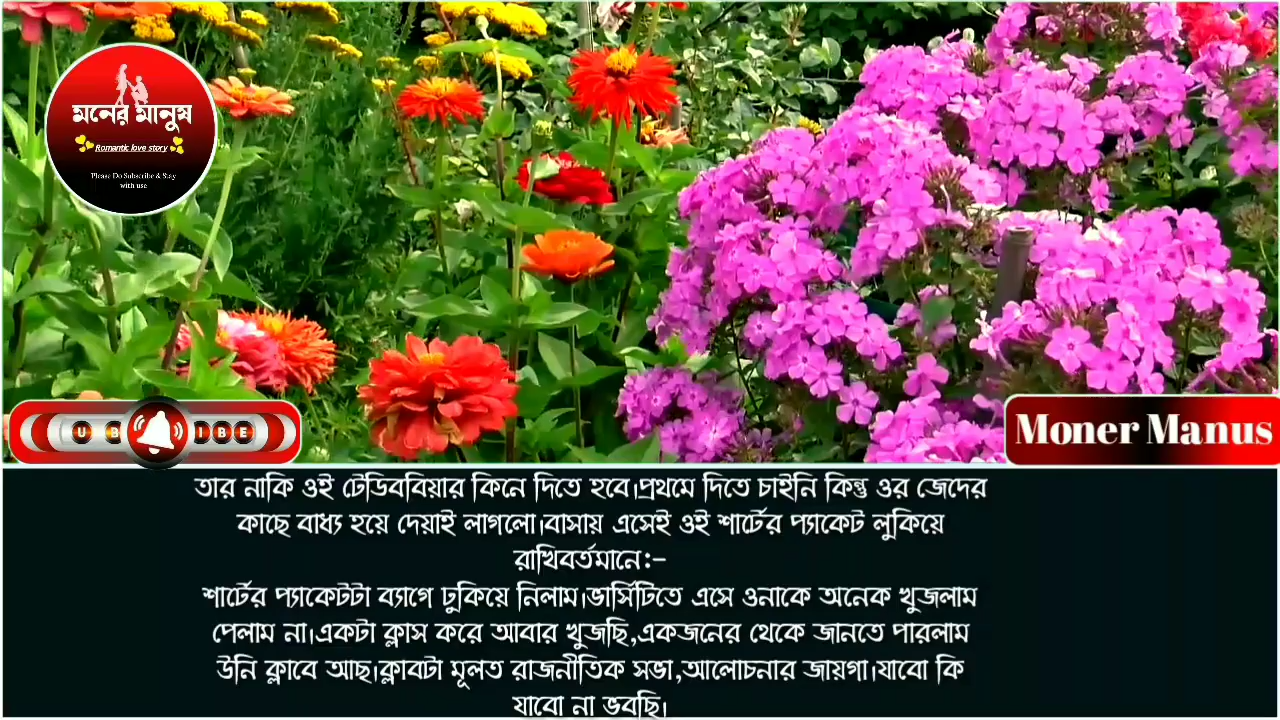 মনের মানুষ
Romantic love story
Please Do Subscribe & Stay
with use
UB IBE
Moner Manus
তার নাকি ওই টেডিববিয়ার কিনে দিতে হবে।প্রথমে দিতে চাইনি কিন্তু ওর জেদের
কাছে বাধ্য হয়ে দেয়াই লাগলো।বাসায় এসেই ওই শার্টের প্যাকেট লুকিয়ে
রাখিবর্তমানে:-
শার্টের প্যাকেটটা ব্যাগে ঢুকিয়ে নিলাম।ভার্সিটিতে এসে ওনাকে অনেক খুজলাম
পেলাম না।একটা ক্লাস করে আবার খুজছি,একজনের থেকে জানতে পারলাম
উনি ক্লাবে আছ।ক্লাবটা মূলত রাজনীতিক সভা,আলোচনার জায়গা।যাবো কি
যাবো না ভবছি।